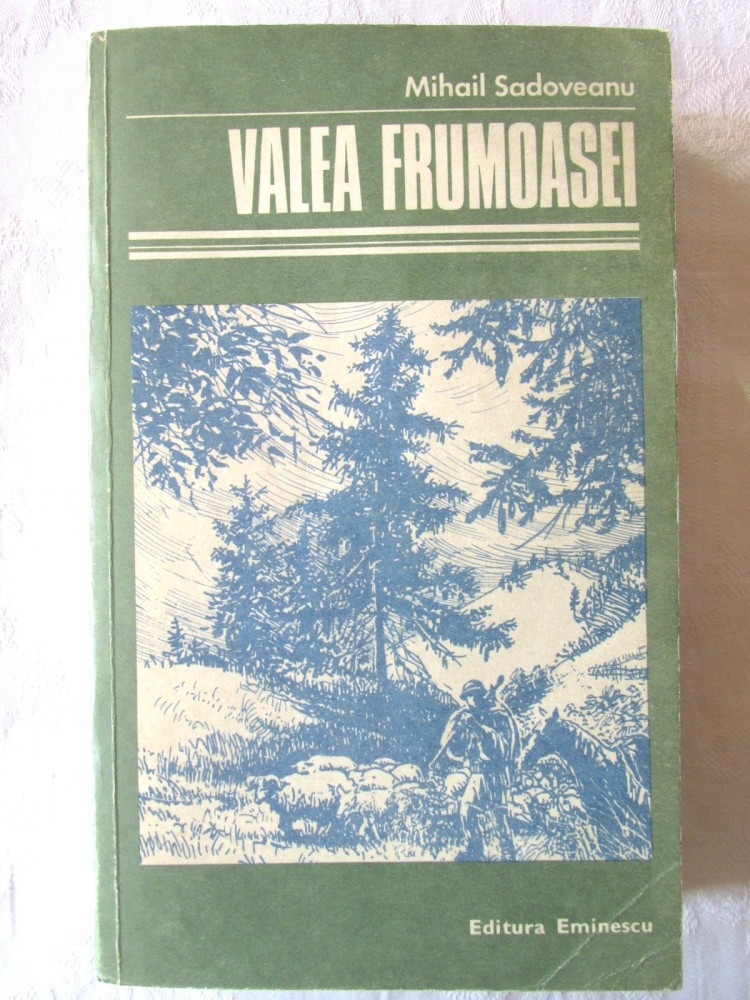 Mihail Sadoveanu
VALEA FRUMOASEI
Editura Eminescu